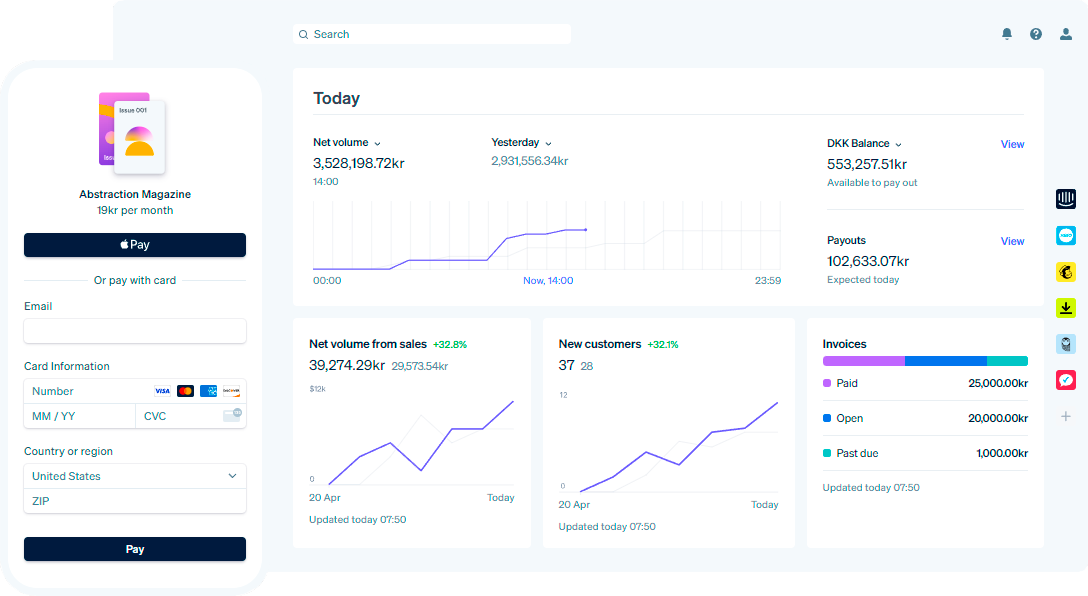 Search
Issue 001
Abstraction Magazine
19kr per month
Pay
Or pay with card
Email
Card Information
Number
VISA
MM / YY
CVC
Country or region
United States
ZIP
Pay
Today
Net volume
3,528,198.72kr
14:00
Yesterday
2,931,556.34kr
00:00
Now, 14:00
23:59
DKK Balance
View
553,257.51kr
Available to pay out
Payouts
View
102,633.07kr
Expected today
Net volume from sales +32.8%
39,274.29kr 29,573.54kr
$12k
0
20 Apr
Today
Updated today 07:50
New customers +32.1%
37 28
12
0
20 Apr
Today
Updated today 07:50
Invoices
Paid 25,000.00kr
Open 20,000.00kr
Past due 1,000.00kr
Updated today 07:50